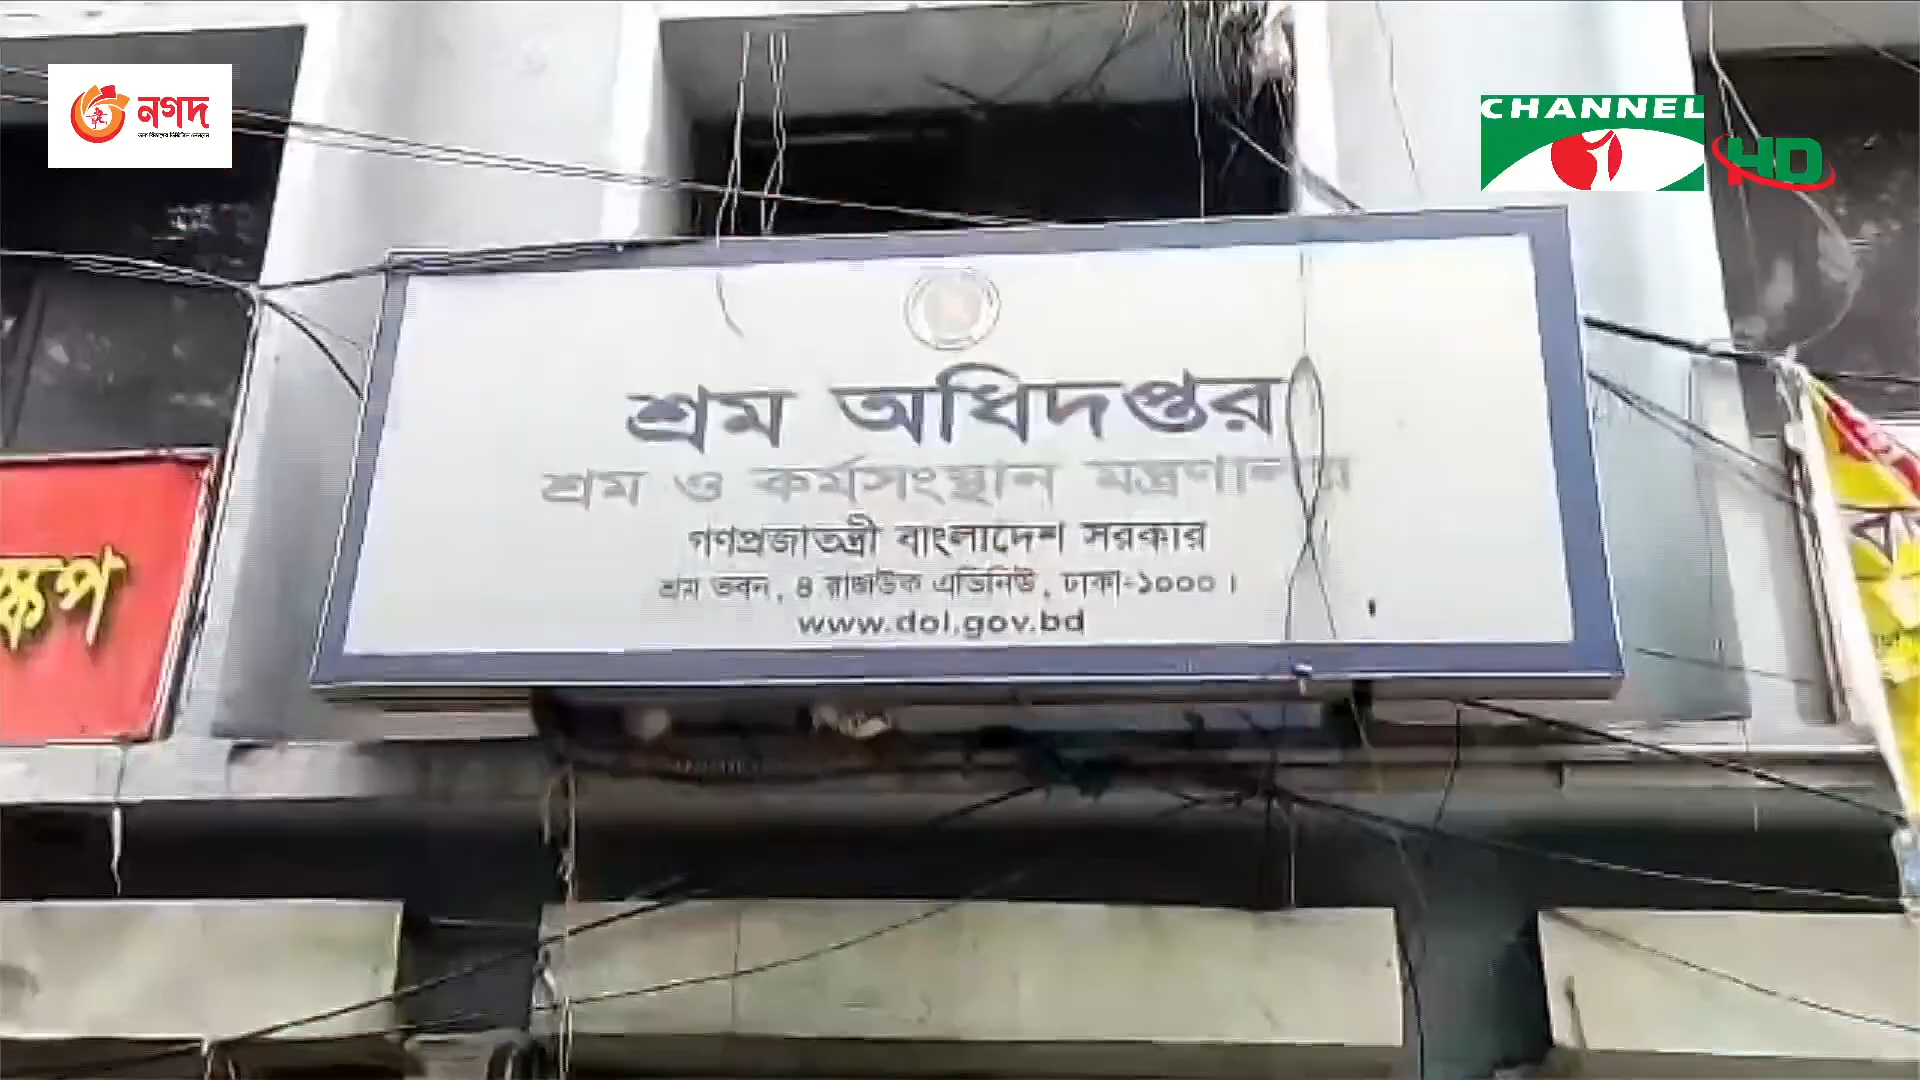 নগদ
CHANNEL
HD
শ্রম অধিদপ্তর
শ্রম ও কর্মসংস্থান মন্ত্রণালয়
গণপ্রজাতন্ত্রী বাংলাদেশ সরকার
শ্রম ভবন, ৪ রাজউক এভিনিউ, ঢাকা-১০০০।
www.dol.gov.bd
স্কপ